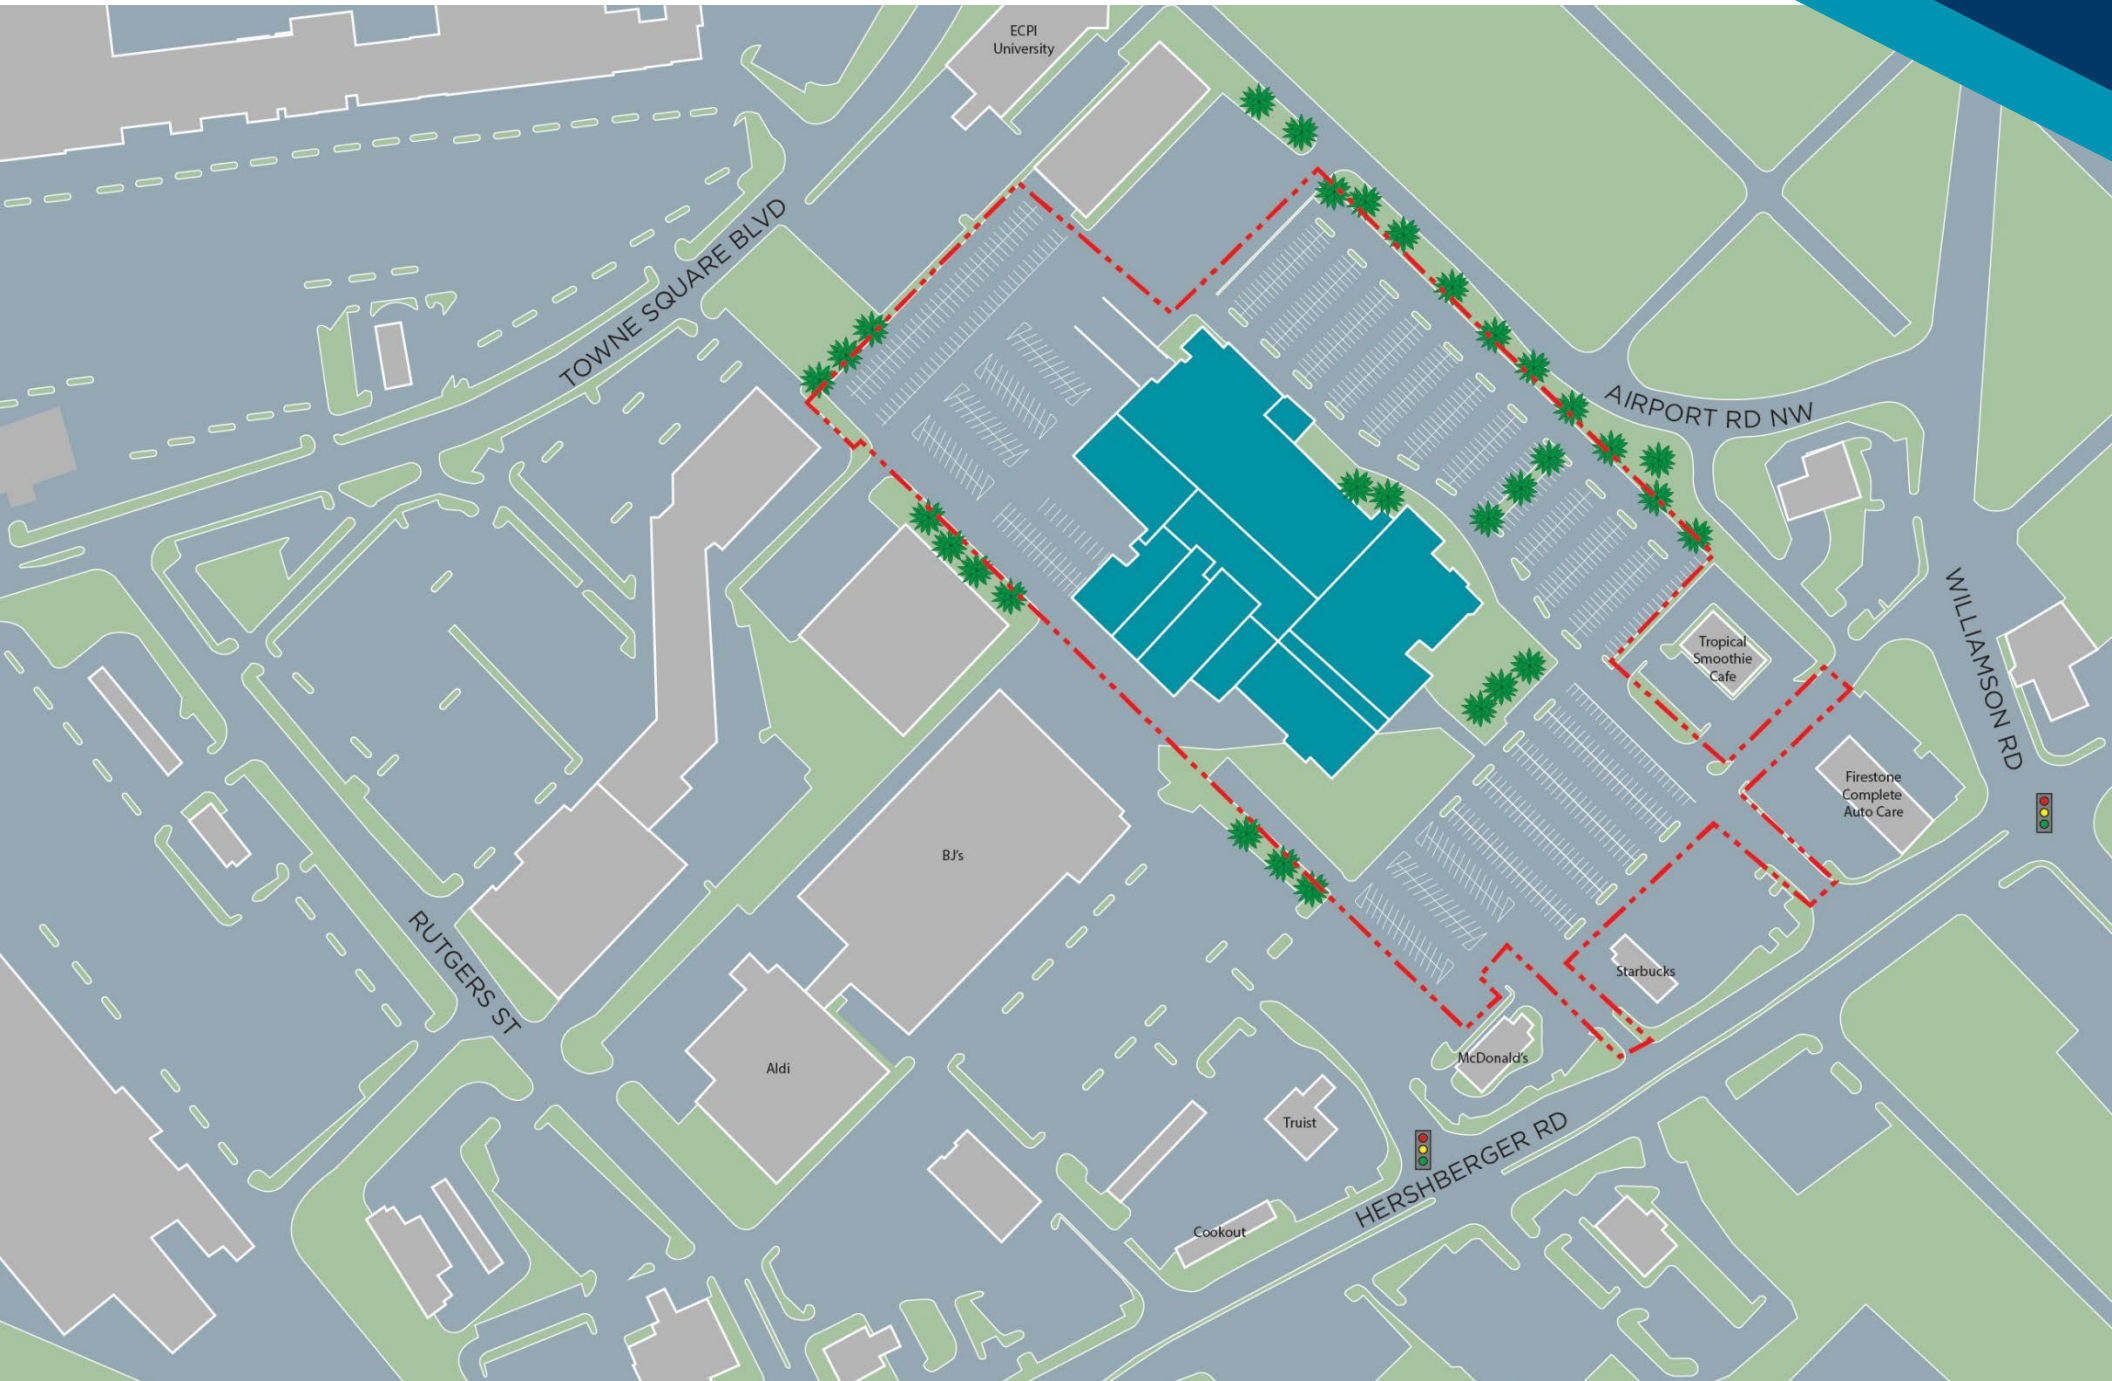 ECPI
University
TOWNE SQUARE BLVD
AIRPORT RD NW
WILLIAMSON RD
Tropical
Smoothie
Cafe
Firestone
Complete
Auto Care
BJ's
RUTGERS ST
Starbucks
McDonald's
Aldi
Truist
HERSHBERGER RD
Cookout